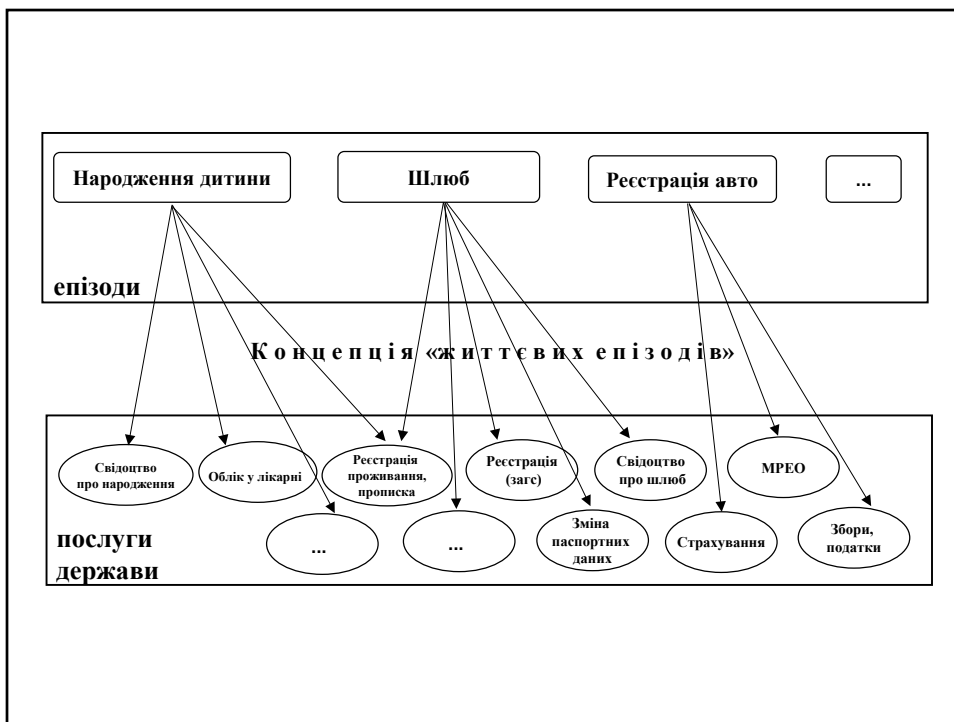 Народження дитини
Шлюб
Реєстрація авто
...
епізоди
Концепція «життєвих епізодів»
Свідоцтво
про народження
Облік у лікарні
Реєстрація
проживання,
прописка
Реєстрація
(загс)
Свідоцтво
про шлюб
МРЕО
...
...
Зміна
паспортних
даних
Страхування
Збори,
податки
послуги
держави